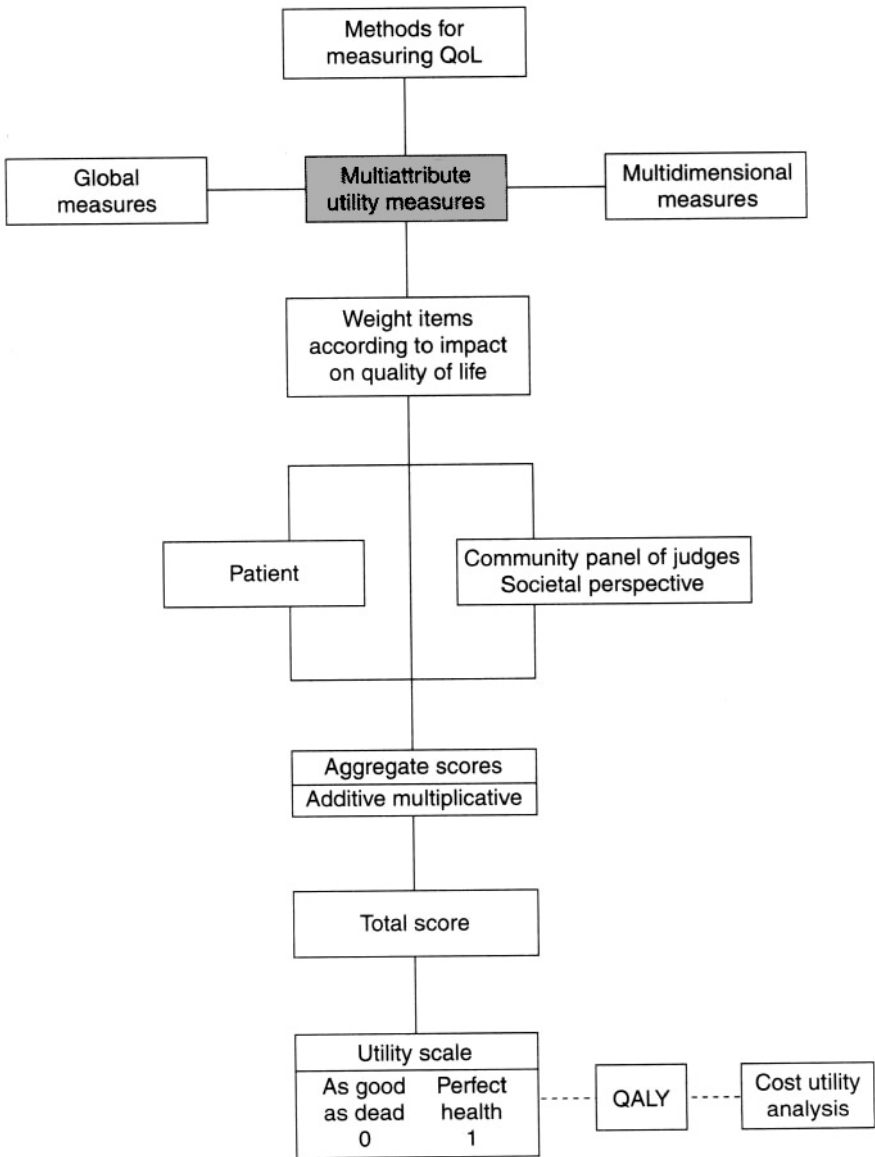 Methods for
measuring QoL
Global
measures
Multiattribute
utility measures
Multidimensional
measures
Weight items
according to impact
on quality of life
Patient
Community panel of judges
Societal perspective
Aggregate scores
Additive multiplicative
Total score
Utility scale
As good
as dead
0
Perfect
health
1
QALY
Cost utility
analysis